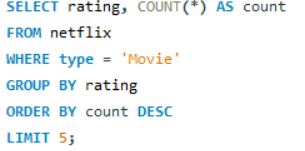 SELECT rating, COUNT(*) AS count
FROM netflix
WHERE type = 'Movie'
GROUP BY rating
ORDER BY count DESC
LIMIT 5;